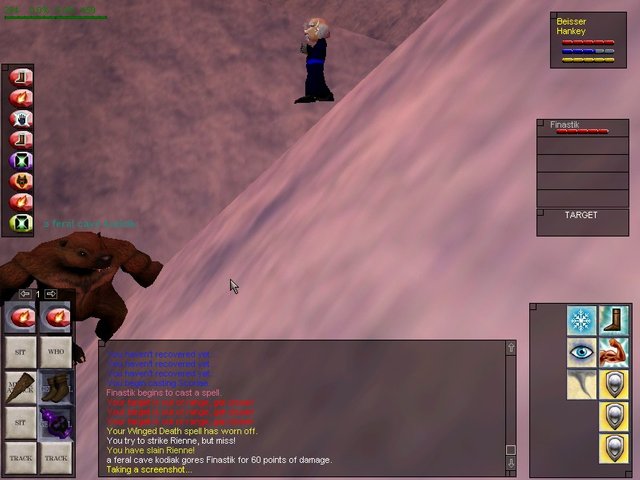 Beisser
Hankey
Finastik
TARGET
a feral cave
1
SIT
WHO
SIT
TRACK
TRACK
You haven't recovered yet.
You haven't recovered yet.
You haven't recovered yet.
You begin casting
Finastik begins to cast a spell.
Your target is out of range, get closer!
Your target is out of range, get closer!
Your target is out of range, get closer!
Your Winged Death spell has worn off.
You try to strike Rienne, but miss!
You have slain Rienne!
a feral cave kodiak gores Finastik for 60 points of damage.
Taking a screenshot...